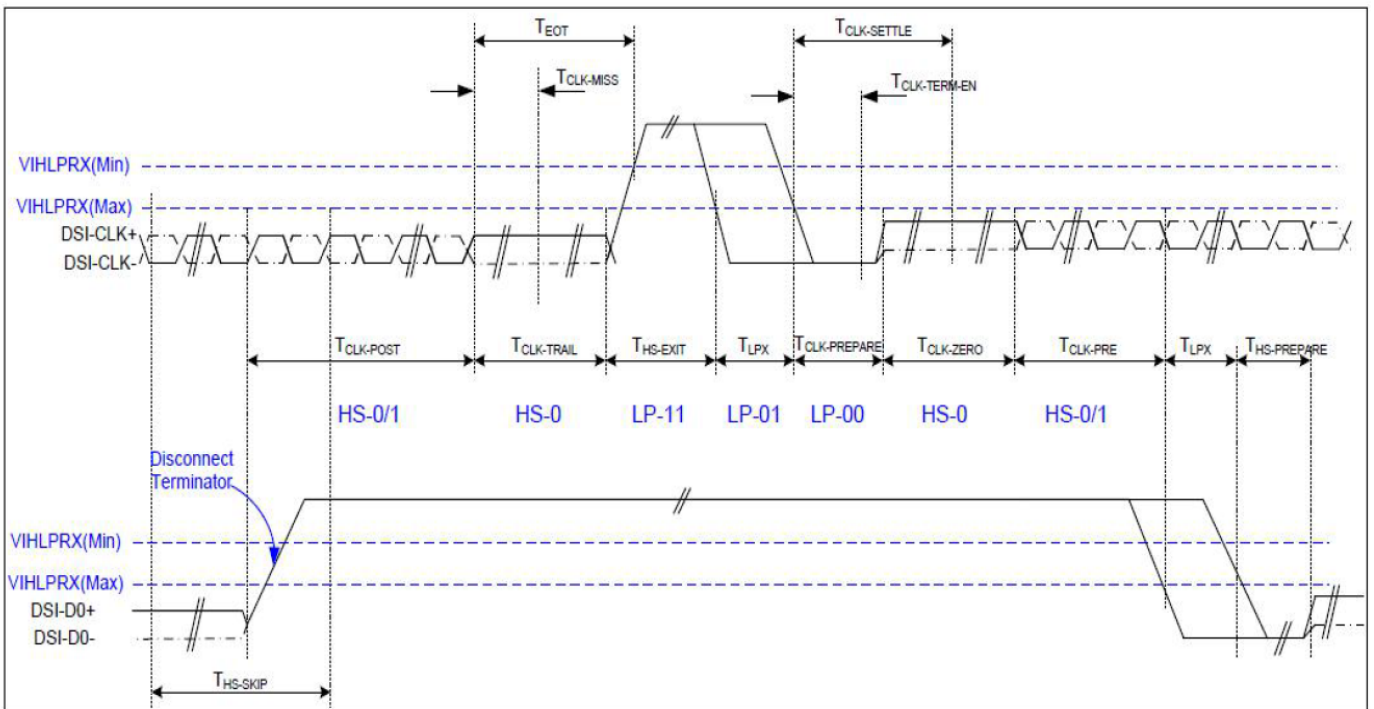 TEOT
TCLK-SETTLE
TCLK-MISS
TCLK-TERM-EN
VIHLPRX(Min)
VIHLPRX(Max)
DSI-CLK+
DSI-CLK-
TCLK-POST TCLK-TRAIL THS-EXIT TLPX TCLK-PREPARE TCLK-ZERO TCLK-PRE TLPX THS-PREPARE
HS-0/1 HS-0 LP-11 LP-01 LP-00 HS-0 HS-0/1
Disconnect
Terminator
VIHLPRX(Min)
VIHLPRX(Max)
DSI-D0+
DSI-D0-
THS-SKIP